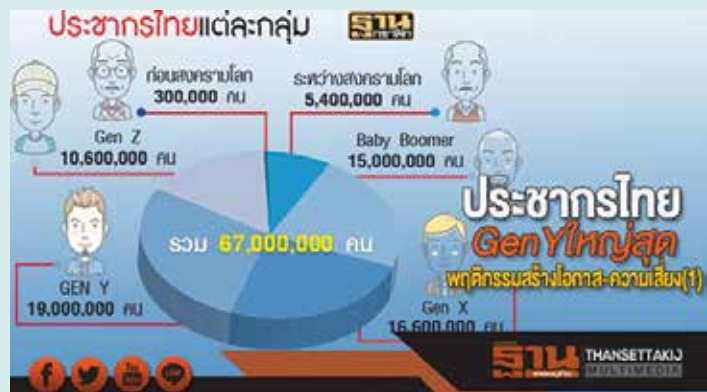 ประชากรไทยแต่ละกลุ่ม
ฐาน
ก่อนสงครามโลก
300,000 คน
ระหว่างสงครามโลก
5,400,000 คน
Gen Z
10,600,000 คน
Baby Boomer
15,000,000 คน
รวม 67,000,000 คน
GEN Y
19,000,000 คน
Gen X
16,600,000 คน
ประชากรไทย
Gen Yใหญ่สุด
พฤติกรรมสร้างโอกาส-ความเสี่ยง(1)
ฐาน
THANSETTAKIJ
MULTIMEDIA